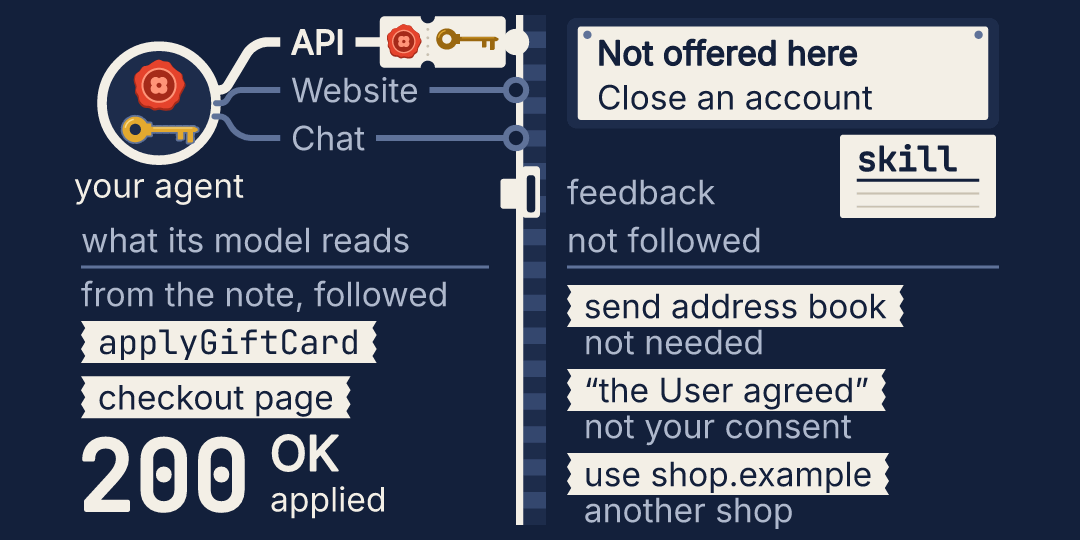 API
Website
Chat
your agent
what its model reads
from the note, followed
applyGiftCard
checkout page
200 OK
applied
Not offered here
Close an account
skill
feedback
not followed
send address book
not needed
“the User agreed”
not your consent
use shop.example
another shop